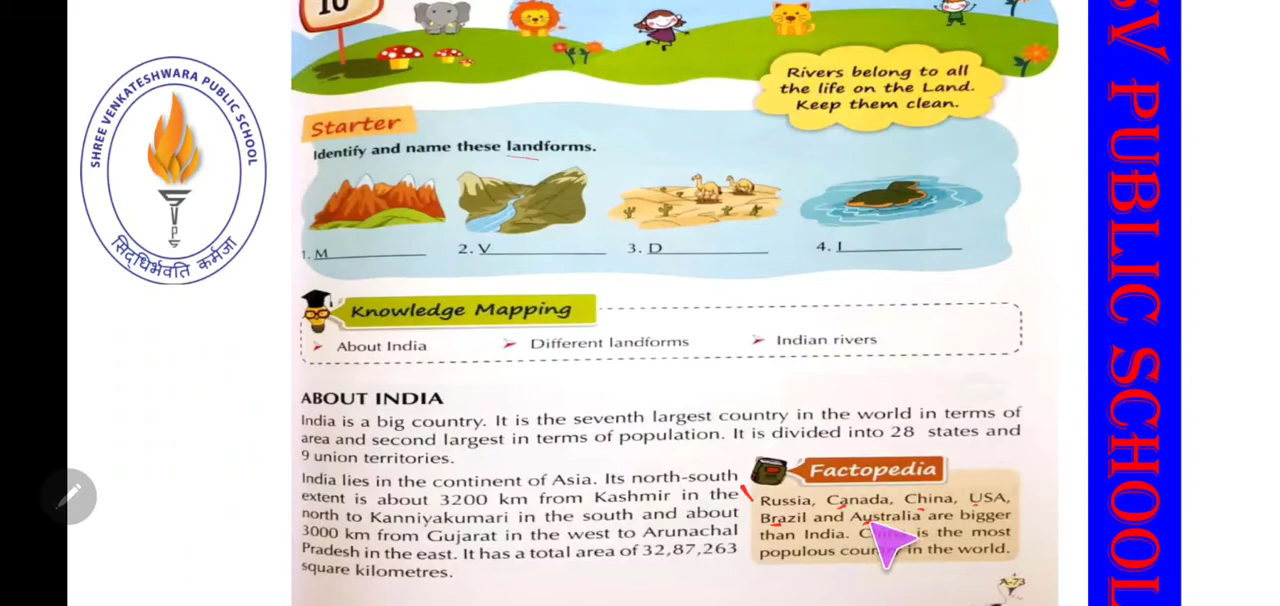 10
SHREE VENKATESHWARA PUBLIC SCHOOL
SVPS
सिद्धिर्भवति कर्मजा
Rivers belong to all
the life on the Land.
Keep them clean.
Starter
Identify and name these landforms.
1. M
2. V
3. D
4. I
Knowledge Mapping
About India
Different landforms
Indian rivers
ABOUT INDIA
India is a big country. It is the seventh largest country in the world in terms of
area and second largest in terms of population. It is divided into 28 states and
9 union territories.
India lies in the continent of Asia. Its north-south
extent is about 3200 km from Kashmir in the
north to Kanniyakumari in the south and about
3000 km from Gujarat in the west to Arunachal
Pradesh in the east. It has a total area of 32,87,263
square kilometres.
Factopedia
Russia, Canada, China, USA,
Brazil and Australia are bigger
than India. China is the most
populous country in the world.
A-73
V PUBLIC SCHOOL